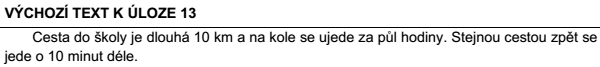 VÝCHOZÍ TEXT K ÚLOZE 13
Cesta do školy je dlouhá 10 km a na kole se ujede za půl hodiny. Stejnou cestou zpět se
jede o 10 minut déle.